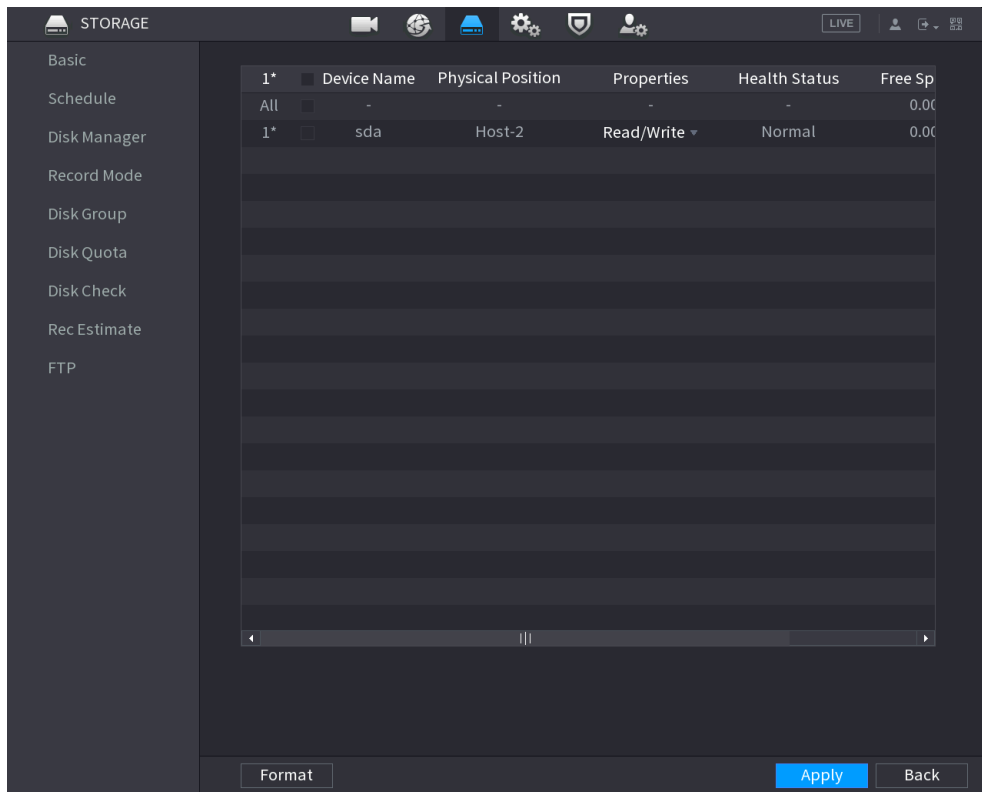 STORAGE LIVE
Basic
Schedule
Disk Manager
Record Mode
Disk Group
Disk Quota
Disk Check
Rec Estimate
FTP
1* Device Name Physical Position Properties Health Status Free Sp
All - - - - 0.00
1* sda Host-2 Read/Write Normal 0.00
Format Apply Back